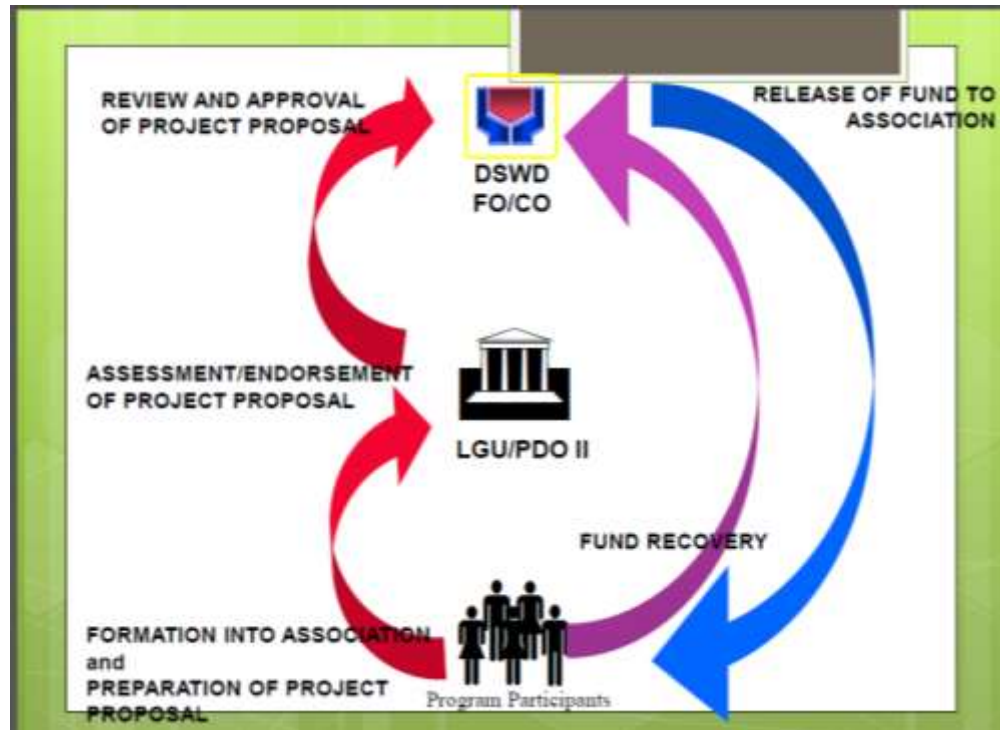 REVIEW AND APPROVAL
OF PROJECT PROPOSAL
RELEASE OF FUND TO
ASSOCIATION
DSWD
FO/CO
ASSESSMENT/ENDORSEMENT
OF PROJECT PROPOSAL
LGU/PDO II
FUND RECOVERY
FORMATION INTO ASSOCIATION
and
PREPARATION OF PROJECT
PROPOSAL
Program Participants